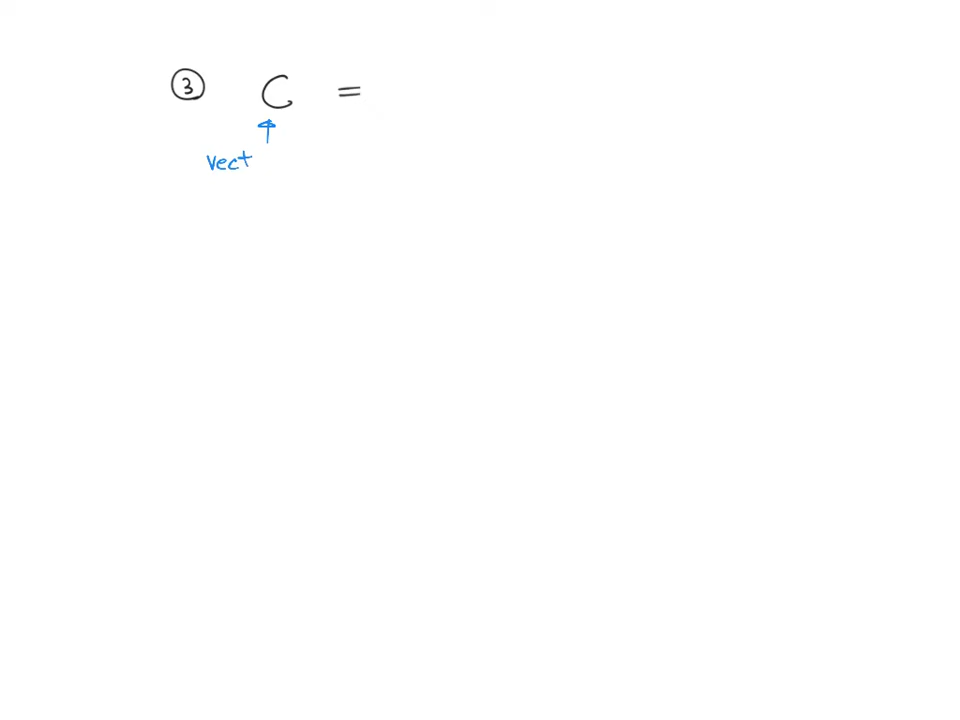 ③ C =
↑
vect